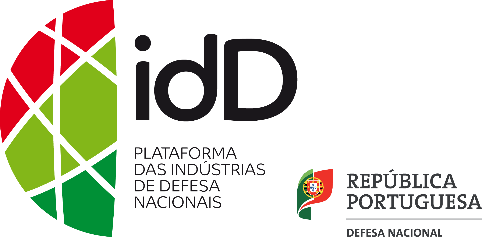 idD
PLATAFORMA
DAS INDÚSTRIAS
DE DEFESA
NACIONAIS
REPÚBLICA
PORTUGUESA
DEFESA NACIONAL